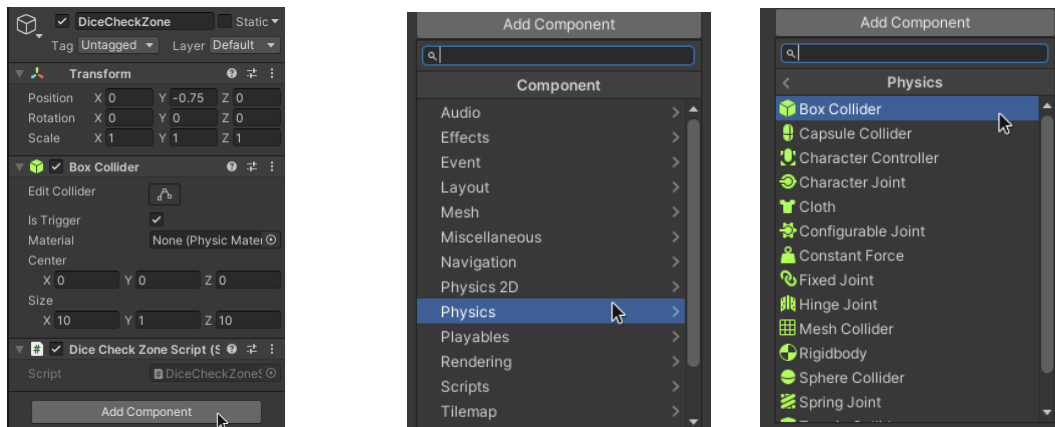 DiceCheckZone Static
Tag Untagged Layer Default
Transform
Position X 0 Y -0.75 Z 0
Rotation X 0 Y 0 Z 0
Scale X 1 Y 1 Z 1
Box Collider
Edit Collider
Is Trigger
Material None (Physic Mater
Center
X 0 Y 0 Z 0
Size
X 10 Y 1 Z 10
# Dice Check Zone Script (S
Script DiceCheckZoneS
Add Component
Add Component
Component
Audio
Effects
Event
Layout
Mesh
Miscellaneous
Navigation
Physics 2D
Physics
Playables
Rendering
Scripts
Tilemap
Add Component
Physics
Box Collider
Capsule Collider
Character Controller
Character Joint
Cloth
Configurable Joint
Constant Force
Fixed Joint
Hinge Joint
Mesh Collider
Rigidbody
Sphere Collider
Spring Joint